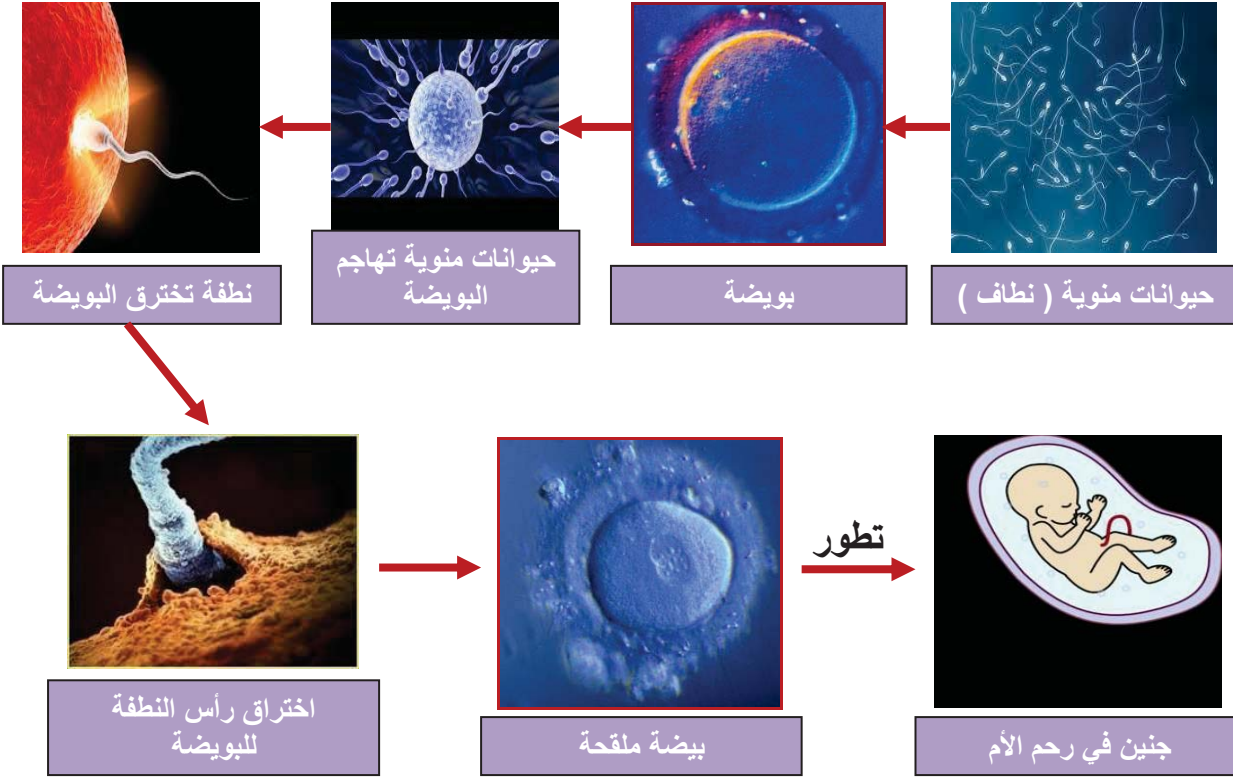 حيوانات منوية ( نطاف )
بويضة
حيوانات منوية تهاجم
البويضة
نطفة تخترق البويضة
اختراق رأس النطفة
للبويضة
بيضة ملقحة
تطور
جنين في رحم الأم